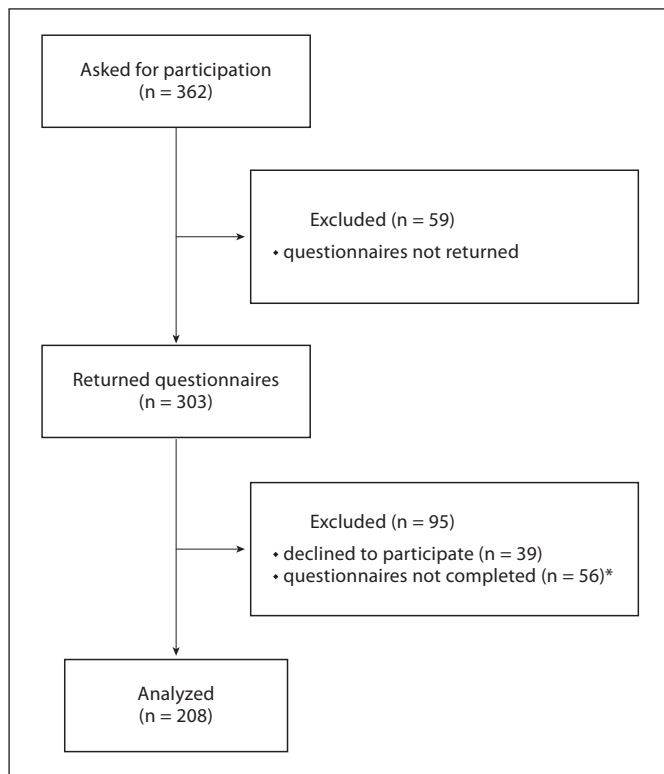 Asked for participation
(n = 362)
Excluded (n = 59)
• questionnaires not returned
Returned questionnaires
(n = 303)
Excluded (n = 95)
• declined to participate (n = 39)
• questionnaires not completed (n = 56)*
Analyzed
(n = 208)